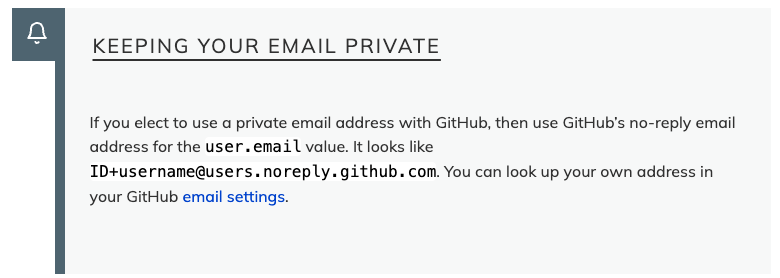 KEEPING YOUR EMAIL PRIVATE
If you elect to use a private email address with GitHub, then use GitHub’s no-reply email
address for the user.email value. It looks like
ID+username@users.noreply.github.com. You can look up your own address in
your GitHub email settings.